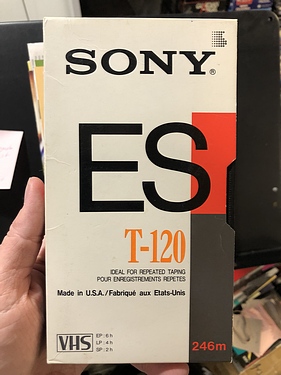 SONY®
ES
T-120
IDEAL FOR REPEATED TAPING
POUR ENREGISTREMENTS REPETES
Made in U.S.A./Fabriqué aux Etats-Unis
VHS
EP : 6 h
LP : 4 h
SP : 2 h
246m